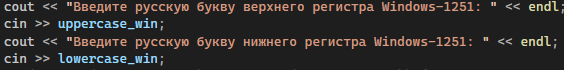 cout << "Введите русскую букву верхнего регистра Windows-1251: " << endl;
cin >> uppercase_win;
cout << "Введите русскую букву нижнего регистра Windows-1251: " << endl;
cin >> lowercase_win;